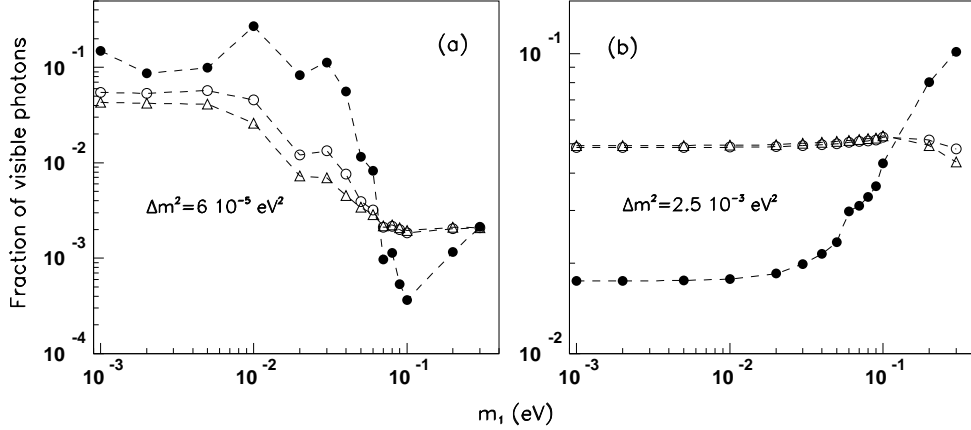 Fraction of visible photons
10⁻¹
10⁻²
10⁻³
10⁻⁴
(a)
Δm²=6 10⁻⁵ eV²
10⁻³
10⁻²
10⁻¹
10⁻¹
10⁻²
(b)
Δm²=2.5 10⁻³ eV²
10⁻³
10⁻²
10⁻¹
m₁ (eV)